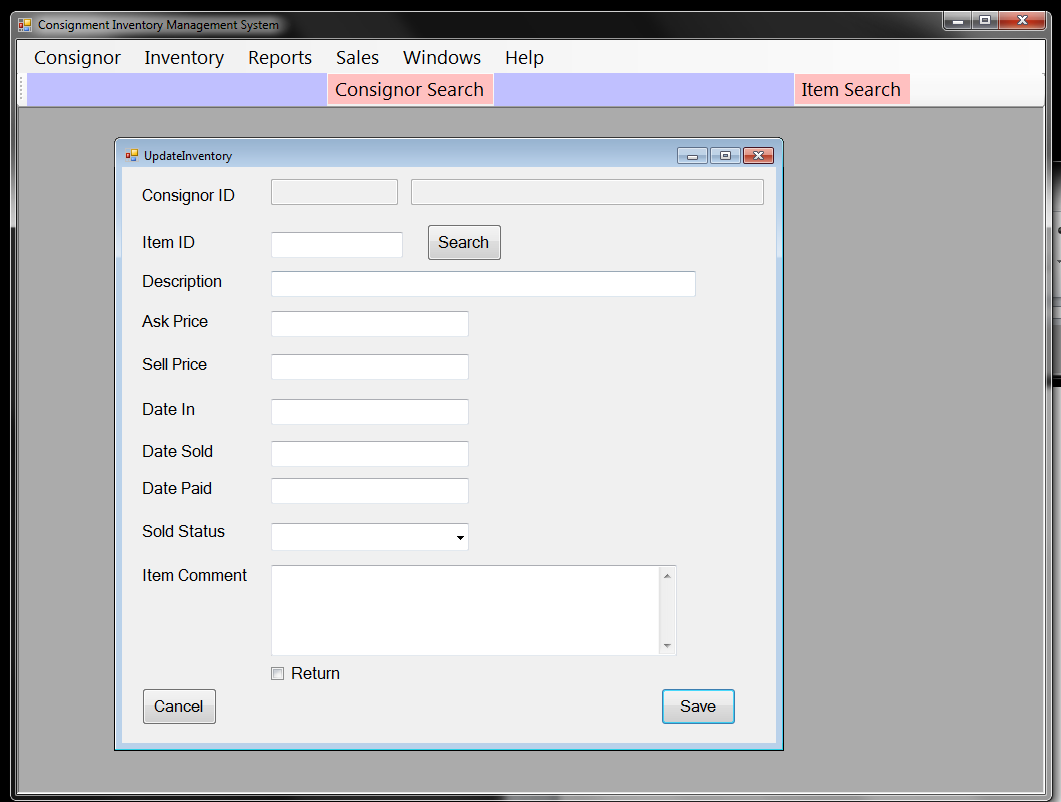 Consignment Inventory Management System
Consignor Inventory Reports Sales Windows Help
Consignor Search Item Search
UpdateInventory
Consignor ID
Item ID Search
Description
Ask Price
Sell Price
Date In
Date Sold
Date Paid
Sold Status
Item Comment
Return
Cancel Save